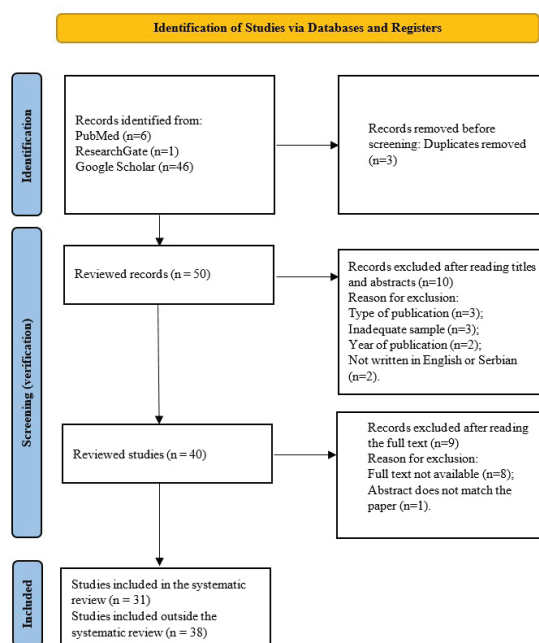 Identification of Studies via Databases and Registers
Identification
Records identified from:
PubMed (n=6)
ResearchGate (n=1)
Google Scholar (n=46)
Records removed before
screening: Duplicates removed
(n=3)
Screening (verification)
Reviewed records (n = 50)
Records excluded after reading titles
and abstracts (n=10)
Reason for exclusion:
Type of publication (n=3);
Inadequate sample (n=3);
Year of publication (n=2);
Not written in English or Serbian
(n=2).
Reviewed studies (n = 40)
Records excluded after reading
the full text (n=9)
Reason for exclusion:
Full text not available (n=8);
Abstract does not match the
paper (n=1).
Included
Studies included in the systematic
review (n = 31)
Studies included outside the
systematic review (n = 38)